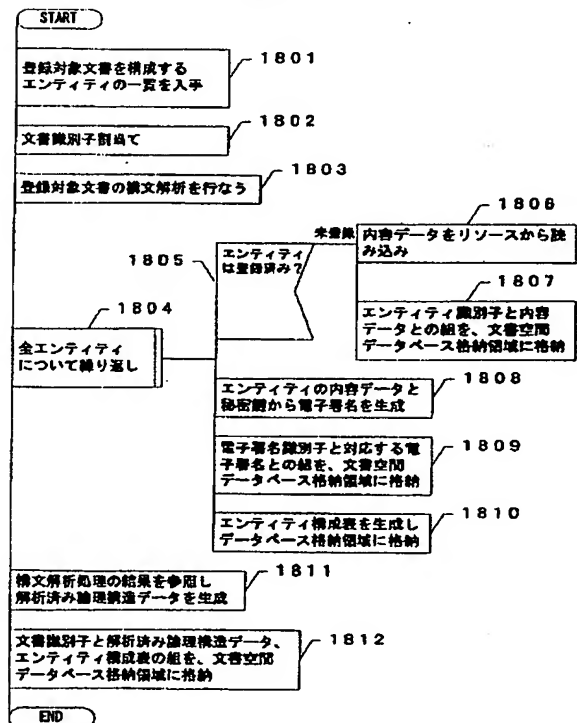 START
登録対象文書を構成する
エンティティの一覧を入手
1801
文書識別子割当て
1802
登録対象文書の構文解析を行なう
1803
1804
全エンティティ
について繰り返し
1805
エンティティ
は登録済み?
未登録
1806
内容データをリソースから読
み込み
1807
エンティティ識別子と内容
データとの組を、文書空間
データベース格納領域に格納
1808
エンティティの内容データと
秘密鍵から電子署名を生成
1809
電子署名識別子と対応する電
子署名との組を、文書空間
データベース格納領域に格納
1810
エンティティ構成表を生成し
データベース格納領域に格納
1811
構文解析処理の結果を参照し
解析済み論理構造データを生成
1812
文書識別子と解析済み論理構造データ、
エンティティ構成表の組を、文書空間
データベース格納領域に格納
END